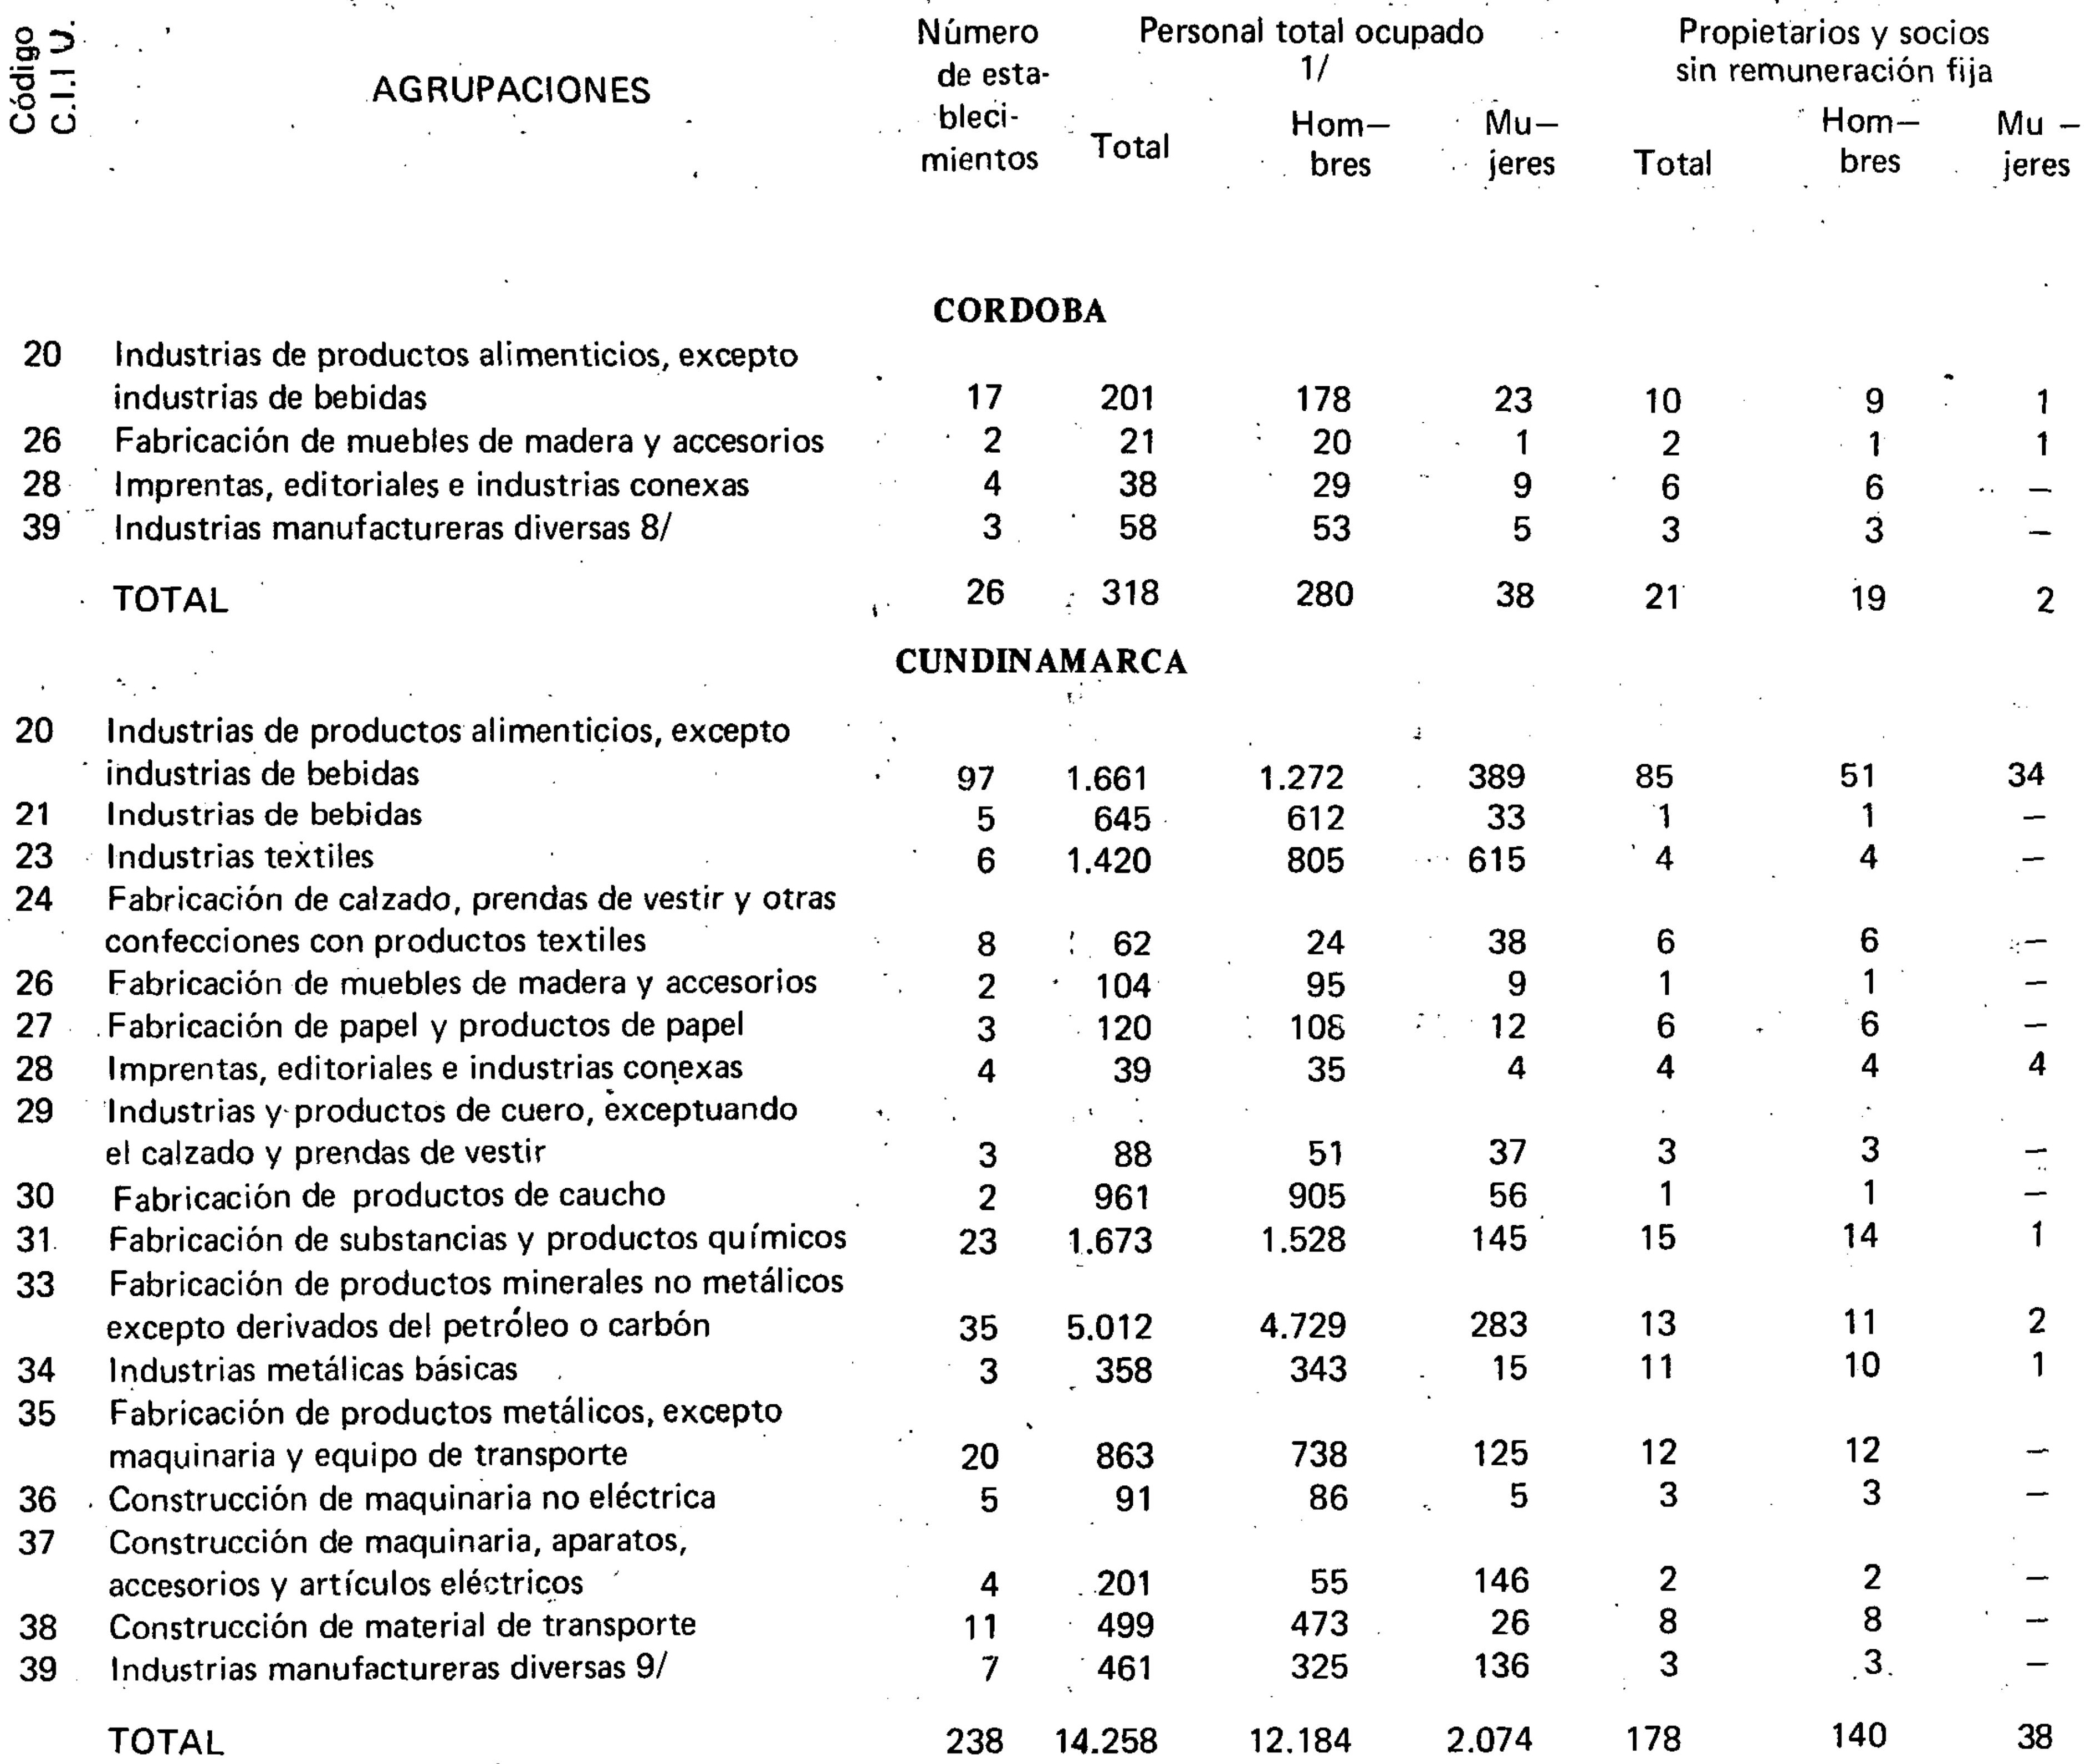 Código C.I.I U. AGRUPACIONES Número de esta- bleci- mientos Personal total ocupado 1/ Propietarios y socios sin remuneración fija
Total Hom— bres Mu— jeres Total Hom— bres Mu — jeres
CORDOBA
20 Industrias de productos alimenticios, excepto
industrias de bebidas 17 201 178 23 10 9 1
26 Fabricación de muebles de madera y accesorios 2 21 20 1 2 1 1
28 Imprentas, editoriales e industrias conexas 4 38 29 9 6 6 —
39 Industrias manufactureras diversas 8/ 3 58 53 5 3 3 —
TOTAL 26 318 280 38 21 19 2
CUNDINAMARCA
20 Industrias de productos alimenticios, excepto
industrias de bebidas 97 1.661 1.272 389 85 51 34
21 Industrias de bebidas 5 645 612 33 1 1 —
23 Industrias textiles 6 1.420 805 615 4 4 —
24 Fabricación de calzado, prendas de vestir y otras
confecciones con productos textiles 8 62 24 38 6 6 —
26 Fabricación de muebles de madera y accesorios 2 104 95 9 1 1 —
27 Fabricación de papel y productos de papel 3 120 108 12 6 6 —
28 Imprentas, editoriales e industrias conexas 4 39 35 4 4 4 4
29 Industrias y productos de cuero, exceptuando
el calzado y prendas de vestir 3 88 51 37 3 3 —
30 Fabricación de productos de caucho 2 961 905 56 1 1 —
31 Fabricación de substancias y productos químicos 23 1.673 1.528 145 15 14 1
33 Fabricación de productos minerales no metálicos
excepto derivados del petróleo o carbón 35 5.012 4.729 283 13 11 2
34 Industrias metálicas básicas 3 358 343 15 11 10 1
35 Fabricación de productos metálicos, excepto
maquinaria y equipo de transporte 20 863 738 125 12 12 —
36 Construcción de maquinaria no eléctrica 5 91 86 5 3 3 —
37 Construcción de maquinaria, aparatos,
accesorios y artículos eléctricos 4 201 55 146 2 2 —
38 Construcción de material de transporte 11 499 473 26 8 8 —
39 Industrias manufactureras diversas 9/ 7 461 325 136 3 3 —
TOTAL 238 14.258 12.184 2.074 178 140 38